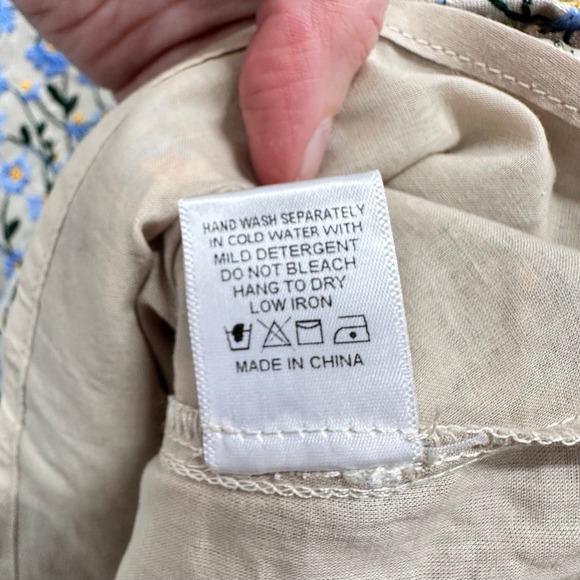 HAND WASH SEPARATELY
IN COLD WATER WITH
MILD DETERGENT
DO NOT BLEACH
HANG TO DRY
LOW IRON
MADE IN CHINA